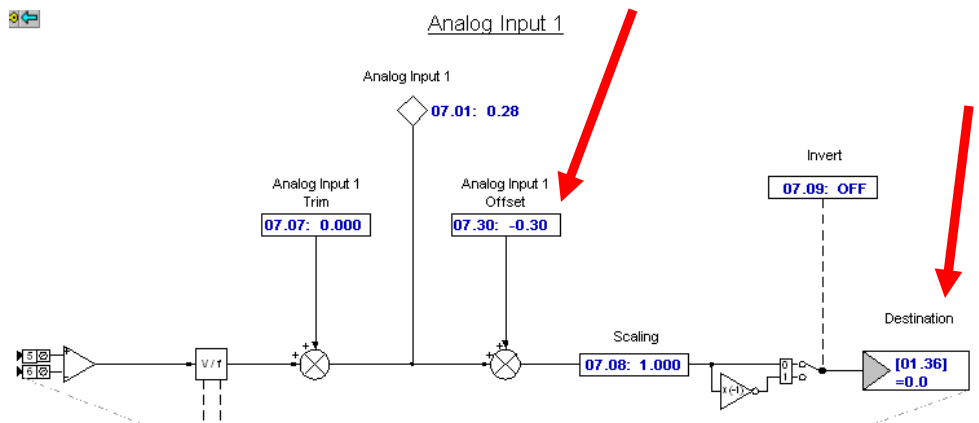 Analog Input 1
Analog Input 1
07.01: 0.28
Invert
07.09: OFF
Analog Input 1
Trim
07.07: 0.000
Analog Input 1
Offset
07.30: -0.30
Destination
[01.36]
=0.0
Scaling
07.08: 1.000
5
6
+
-
V / f
+
+
+
+
x(-1)
0
1